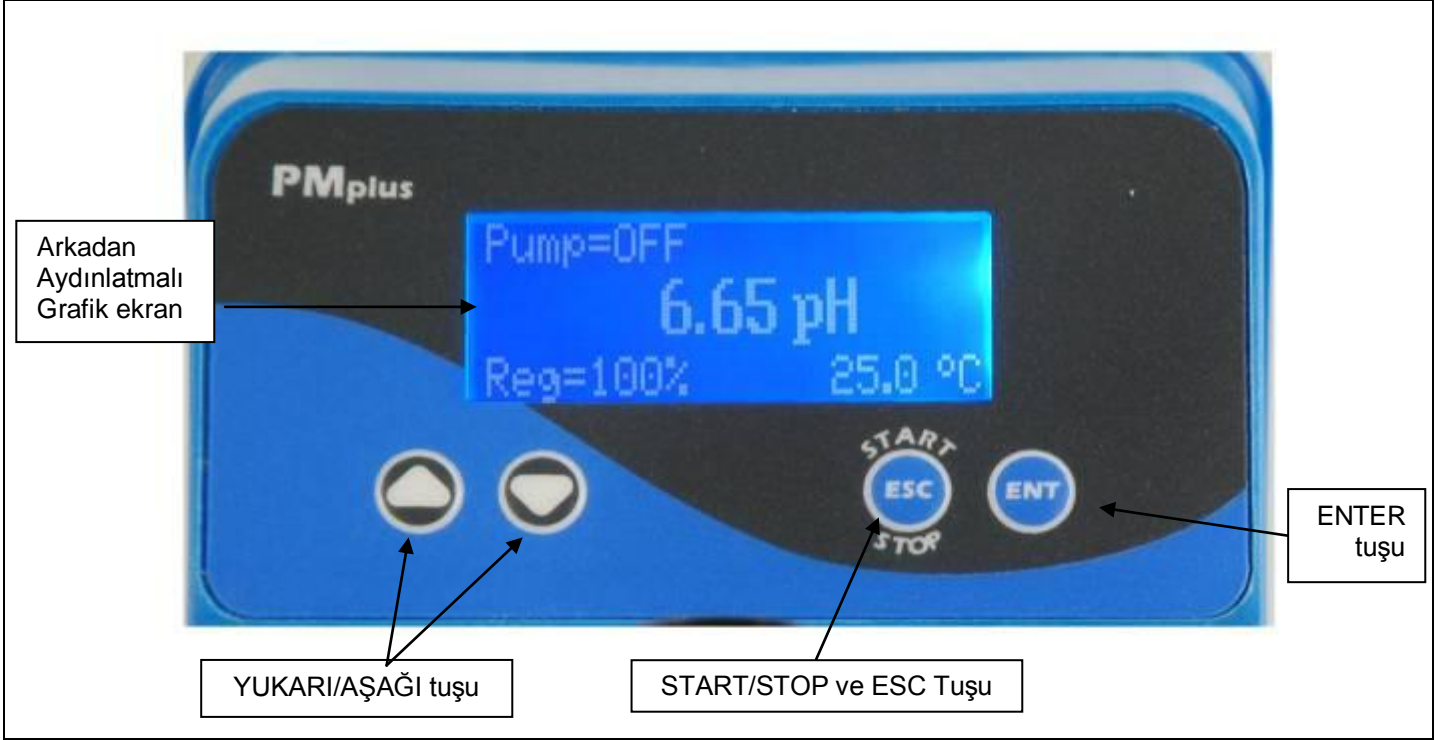 PMplus
Arkadan
Aydınlatmalı
Grafik ekran
Pump=OFF
6.65 pH
Reg=100% 25.0 ºC
START
ESC
STOP
ENT
ENTER
tuşu
YUKARI/AŞAĞI tuşu
START/STOP ve ESC Tuşu